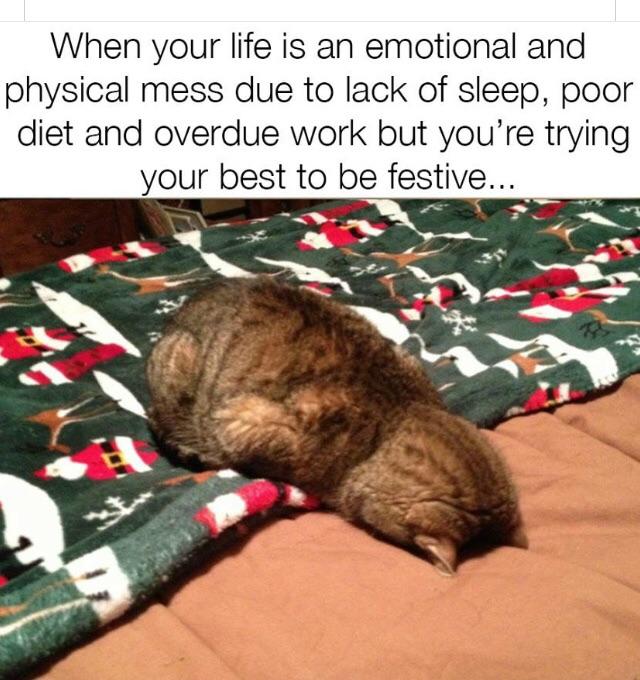 When your life is an emotional and
physical mess due to lack of sleep, poor
diet and overdue work but you’re trying
your best to be festive...